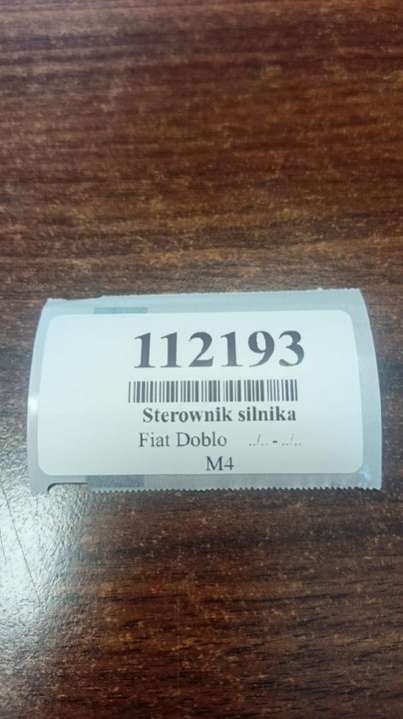 112193
Sterownik silnika
Fiat Doblo ../.. - ../..
M4